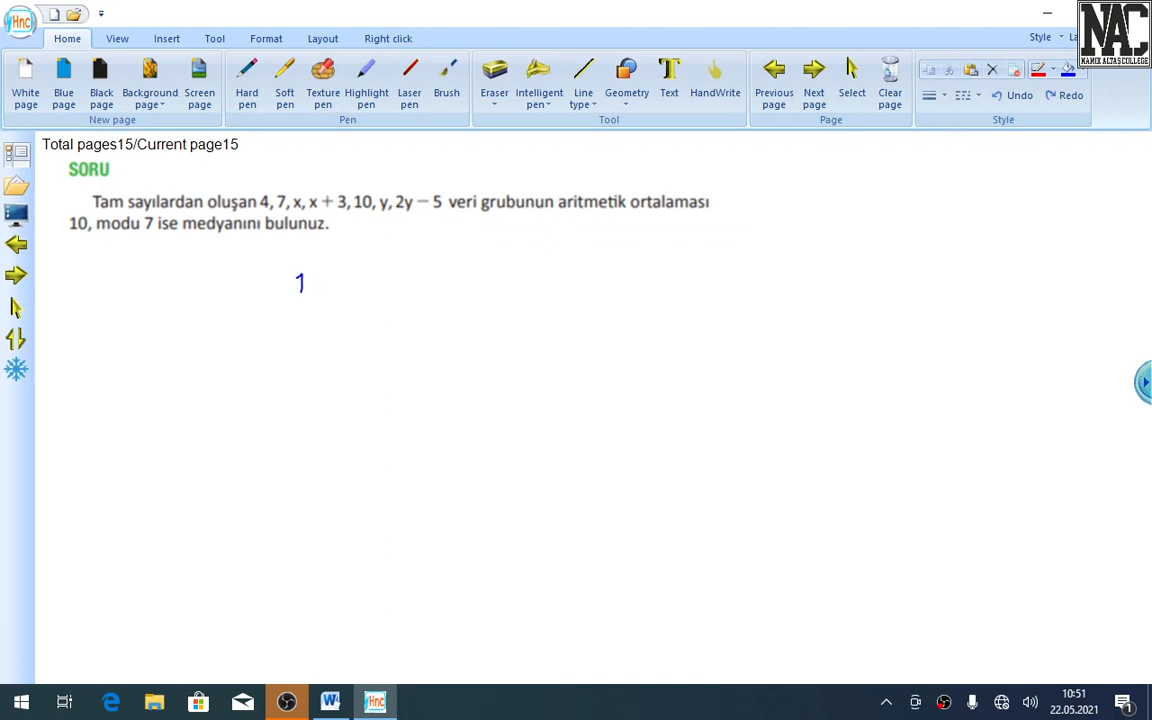 Hnc
NAC
NAMIK ALTAS COLLEGE
Home View Insert Tool Format Layout Right click Style La
White page Blue page Black page Background page Screen page Hard pen Soft pen Texture pen Highlight pen Laser pen Brush Eraser Intelligent pen Line type Geometry Text HandWrite Previous page Next page Select Clear page Undo Redo
New page Pen Tool Page Style
Total pages15/Current page15
SORU
Tam sayılardan oluşan 4, 7, x, x + 3, 10, y, 2y − 5 veri grubunun aritmetik ortalaması
10, modu 7 ise medyanını bulunuz.
1
10:51
22.05.2021
1